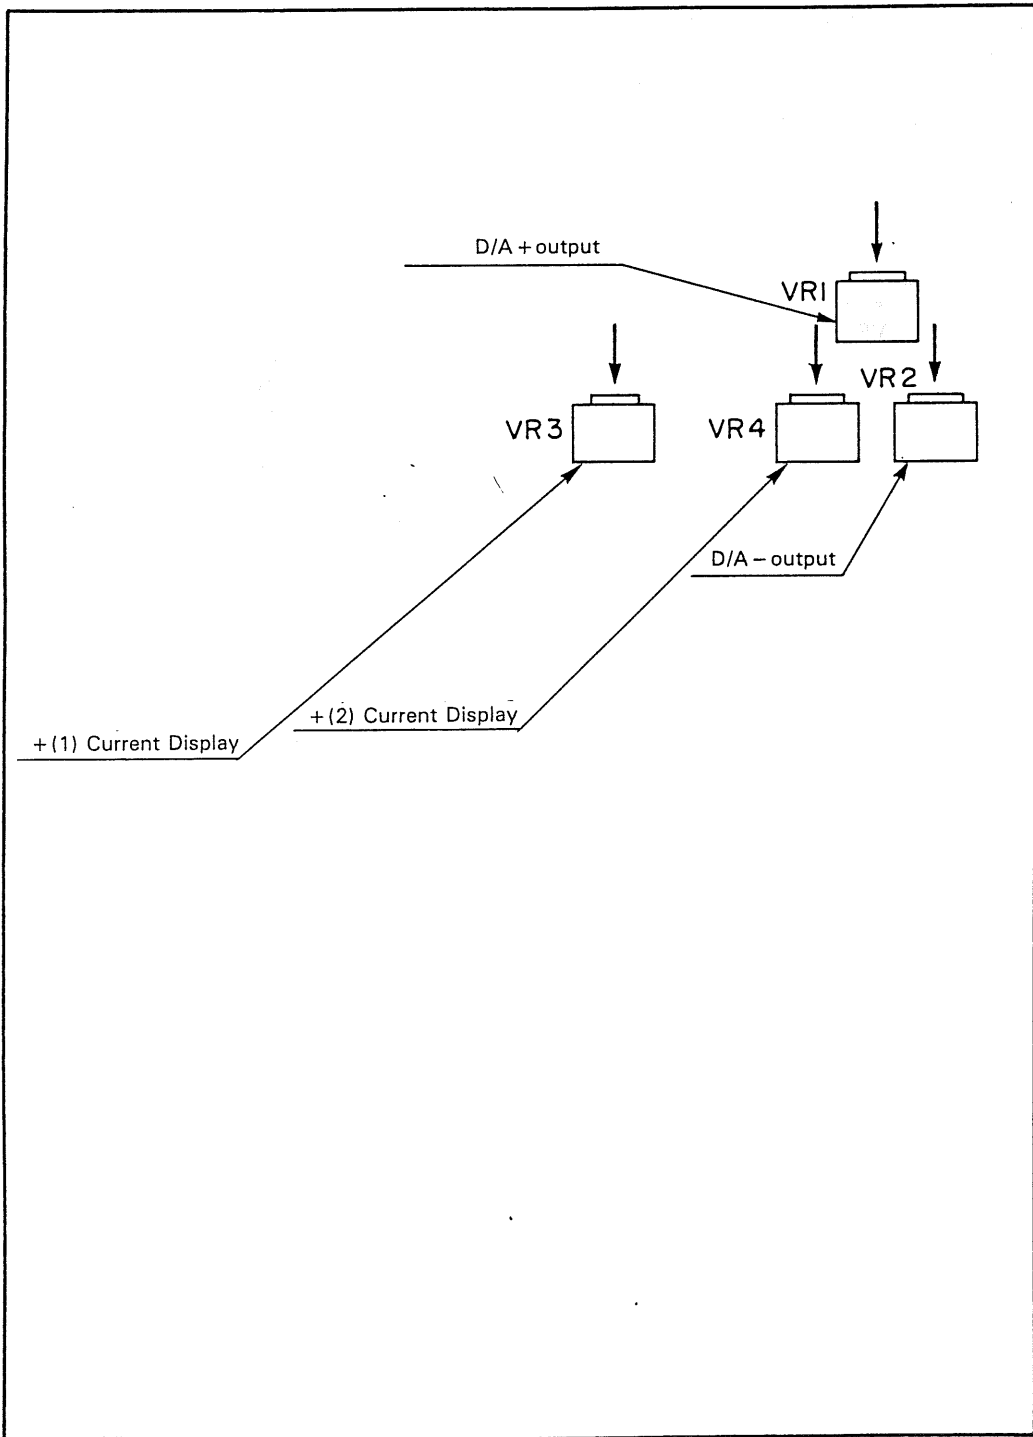 D/A + output
VR1
VR2
VR3
VR4
D/A – output
+(2) Current Display
+(1) Current Display